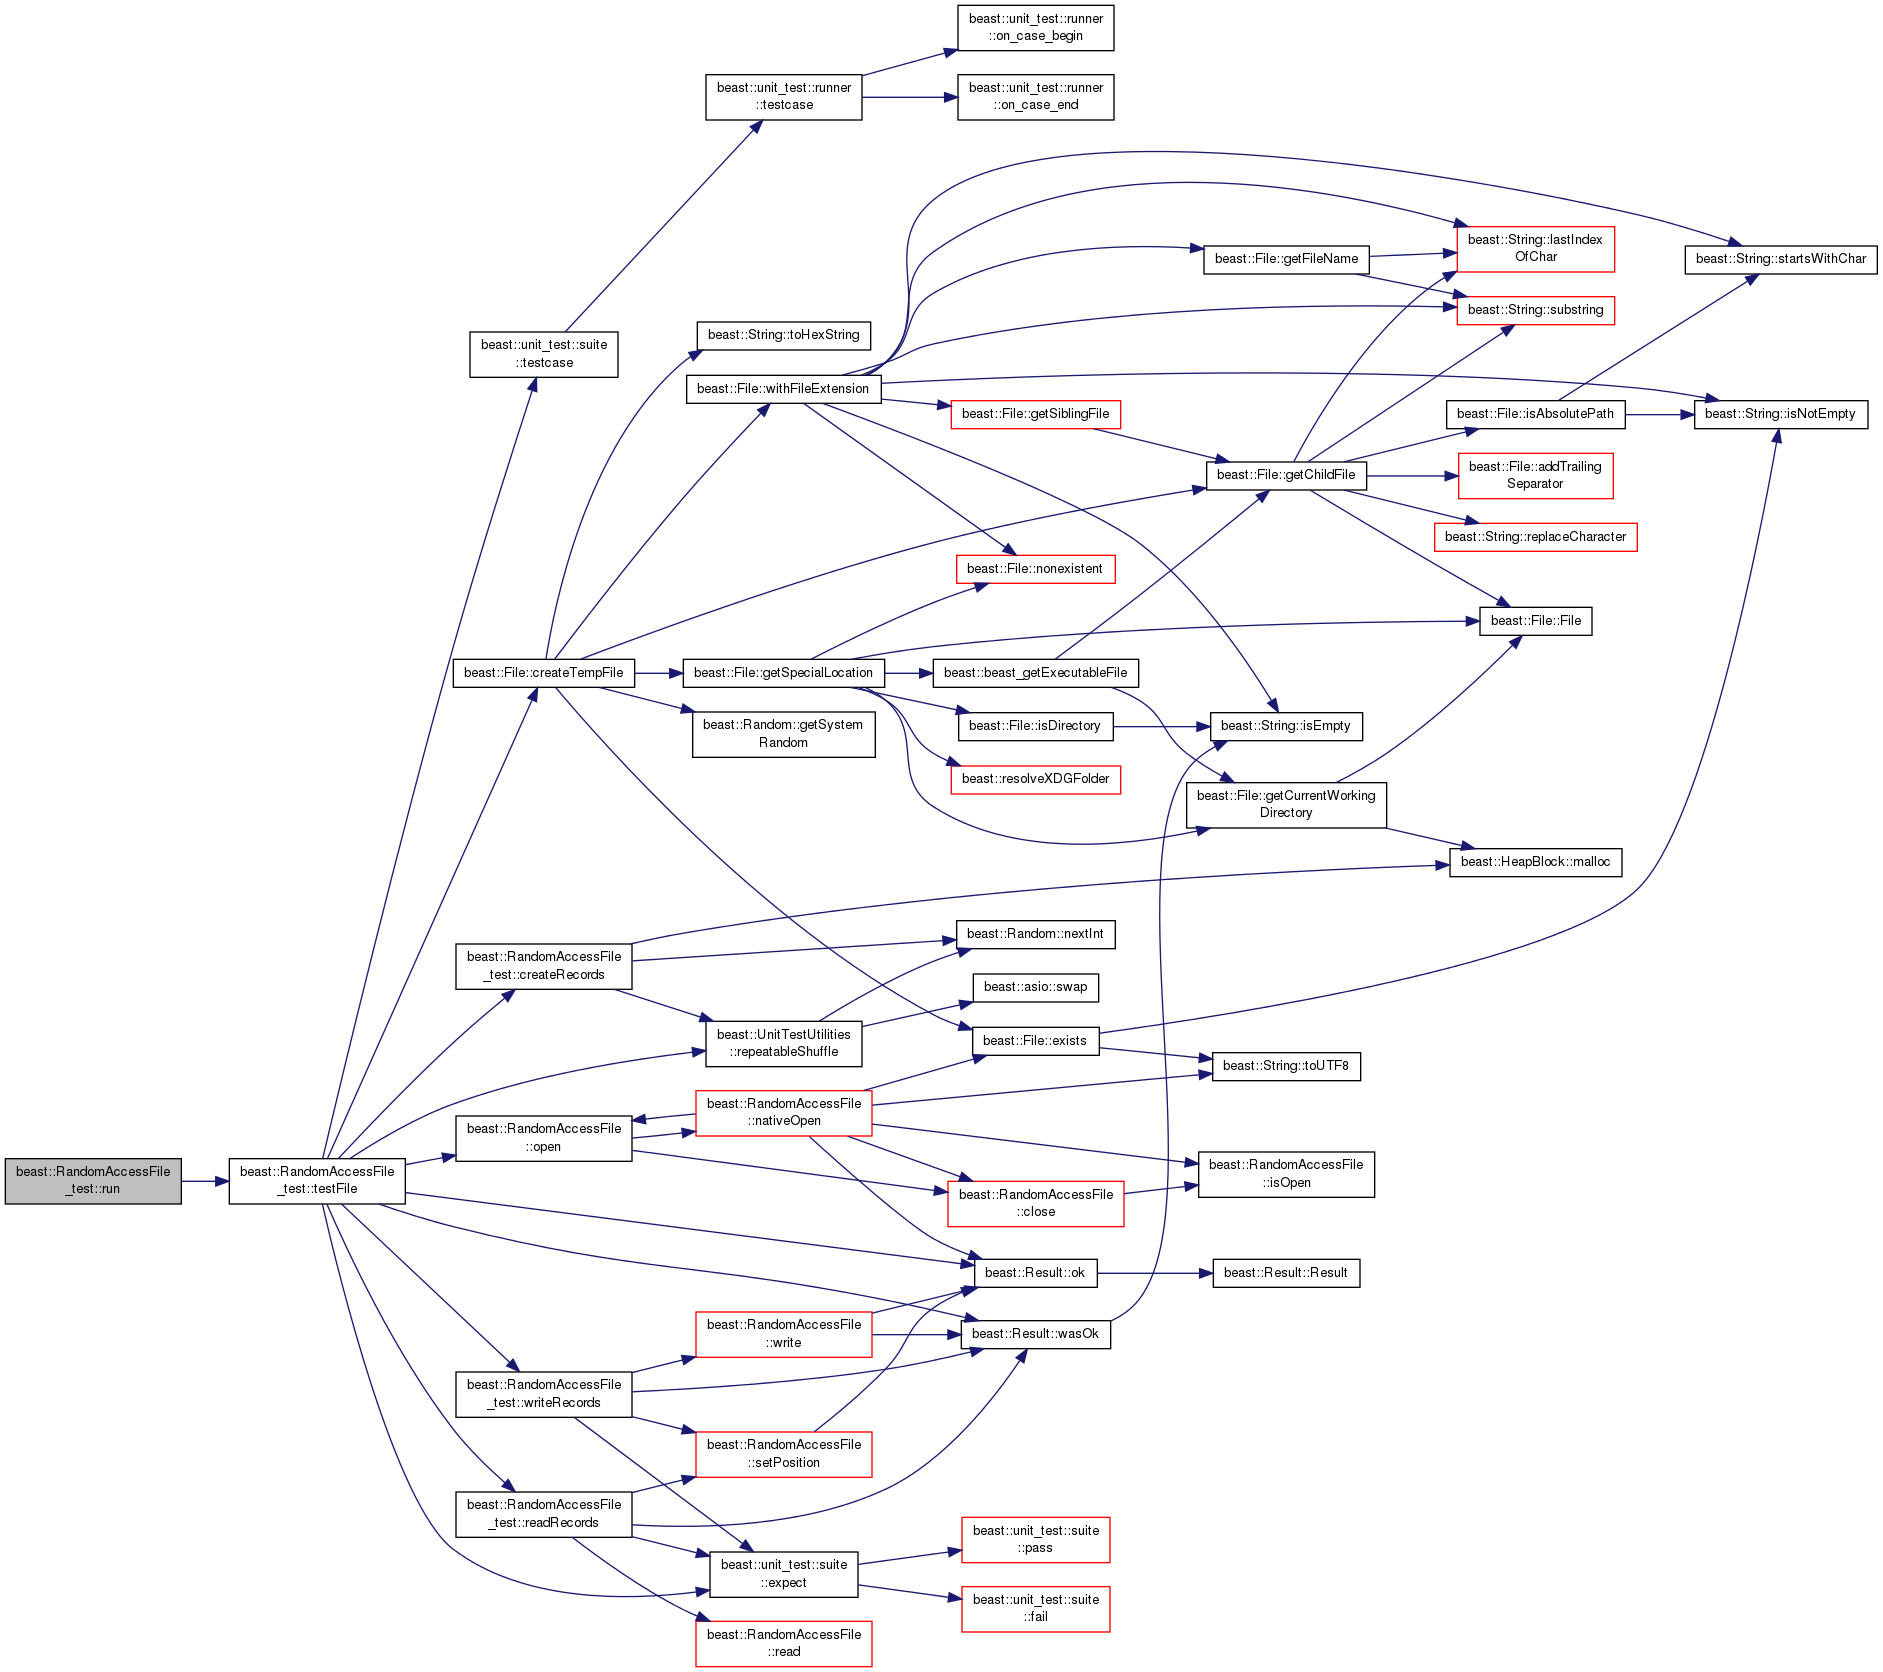 beast::unit_test::runner
::on_case_begin
beast::unit_test::runner
::testcase
beast::unit_test::runner
::on_case_end
beast::String::lastIndex
OfChar
beast::File::getFileName
beast::String::startsWithChar
beast::String::substring
beast::unit_test::suite
::testcase
beast::String::toHexString
beast::File::withFileExtension
beast::File::getSiblingFile
beast::File::isAbsolutePath
beast::String::isNotEmpty
beast::File::getChildFile
beast::File::addTrailing
Separator
beast::String::replaceCharacter
beast::File::nonexistent
beast::File::File
beast::File::createTempFile
beast::File::getSpecialLocation
beast::beast_getExecutableFile
beast::Random::getSystem
Random
beast::File::isDirectory
beast::String::isEmpty
beast::resolveXDGFolder
beast::File::getCurrentWorking
Directory
beast::HeapBlock::malloc
beast::RandomAccessFile
_test::createRecords
beast::Random::nextInt
beast::asio::swap
beast::UnitTestUtilities
::repeatableShuffle
beast::File::exists
beast::String::toUTF8
beast::RandomAccessFile
::nativeOpen
beast::RandomAccessFile
::open
beast::RandomAccessFile
_test::run
beast::RandomAccessFile
_test::testFile
beast::RandomAccessFile
::isOpen
beast::RandomAccessFile
::close
beast::Result::ok
beast::Result::Result
beast::RandomAccessFile
::write
beast::Result::wasOk
beast::RandomAccessFile
_test::writeRecords
beast::RandomAccessFile
::setPosition
beast::RandomAccessFile
_test::readRecords
beast::unit_test::suite
::pass
beast::unit_test::suite
::expect
beast::unit_test::suite
::fail
beast::RandomAccessFile
::read